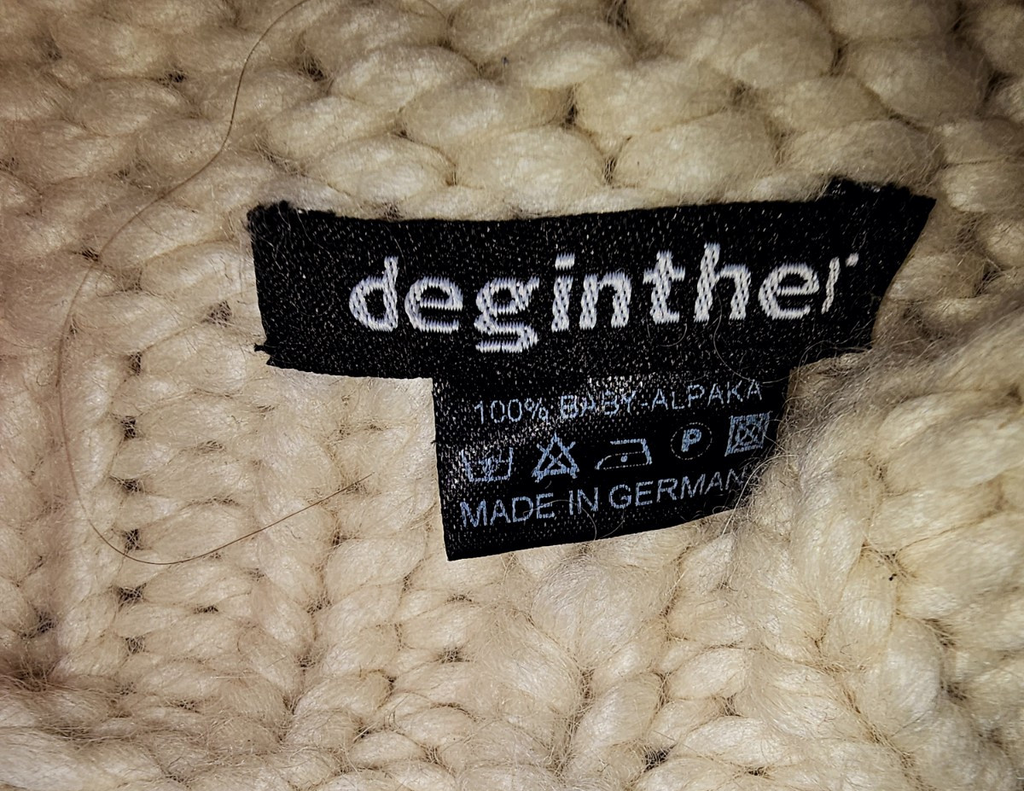 deginther
100% BABY ALPAKA
P
MADE IN GERMAN